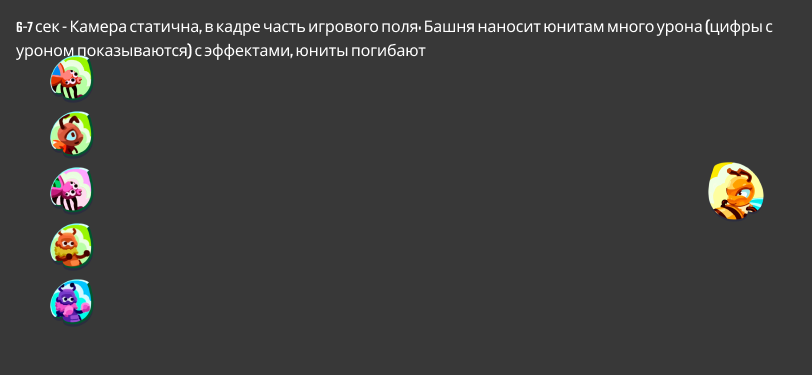 6-7 сек - Камера статична, в кадре часть игрового поля. Башня наносит юнитам много урона (цифры с
уроном показываются) с эффектами, юниты погибают